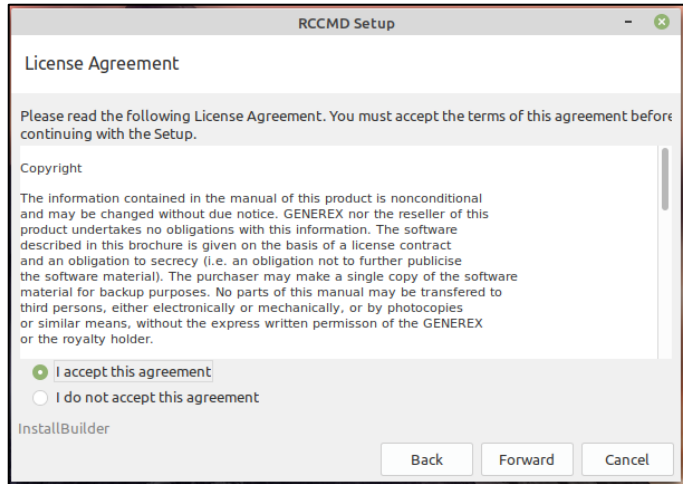 RCCMD Setup
License Agreement
Please read the following License Agreement. You must accept the terms of this agreement before
continuing with the Setup.
Copyright
The information contained in the manual of this product is nonconditional
and may be changed without due notice. GENEREX nor the reseller of this
product undertakes no obligations with this information. The software
described in this brochure is given on the basis of a license contract
and an obligation to secrecy (i.e. an obligation not to further publicise
the software material). The purchaser may make a single copy of the software
material for backup purposes. No parts of this manual may be transfered to
third persons, either electronically or mechanically, or by photocopies
or similar means, without the express written permisson of the GENEREX
or the royalty holder.
I accept this agreement
I do not accept this agreement
InstallBuilder
Back Forward Cancel